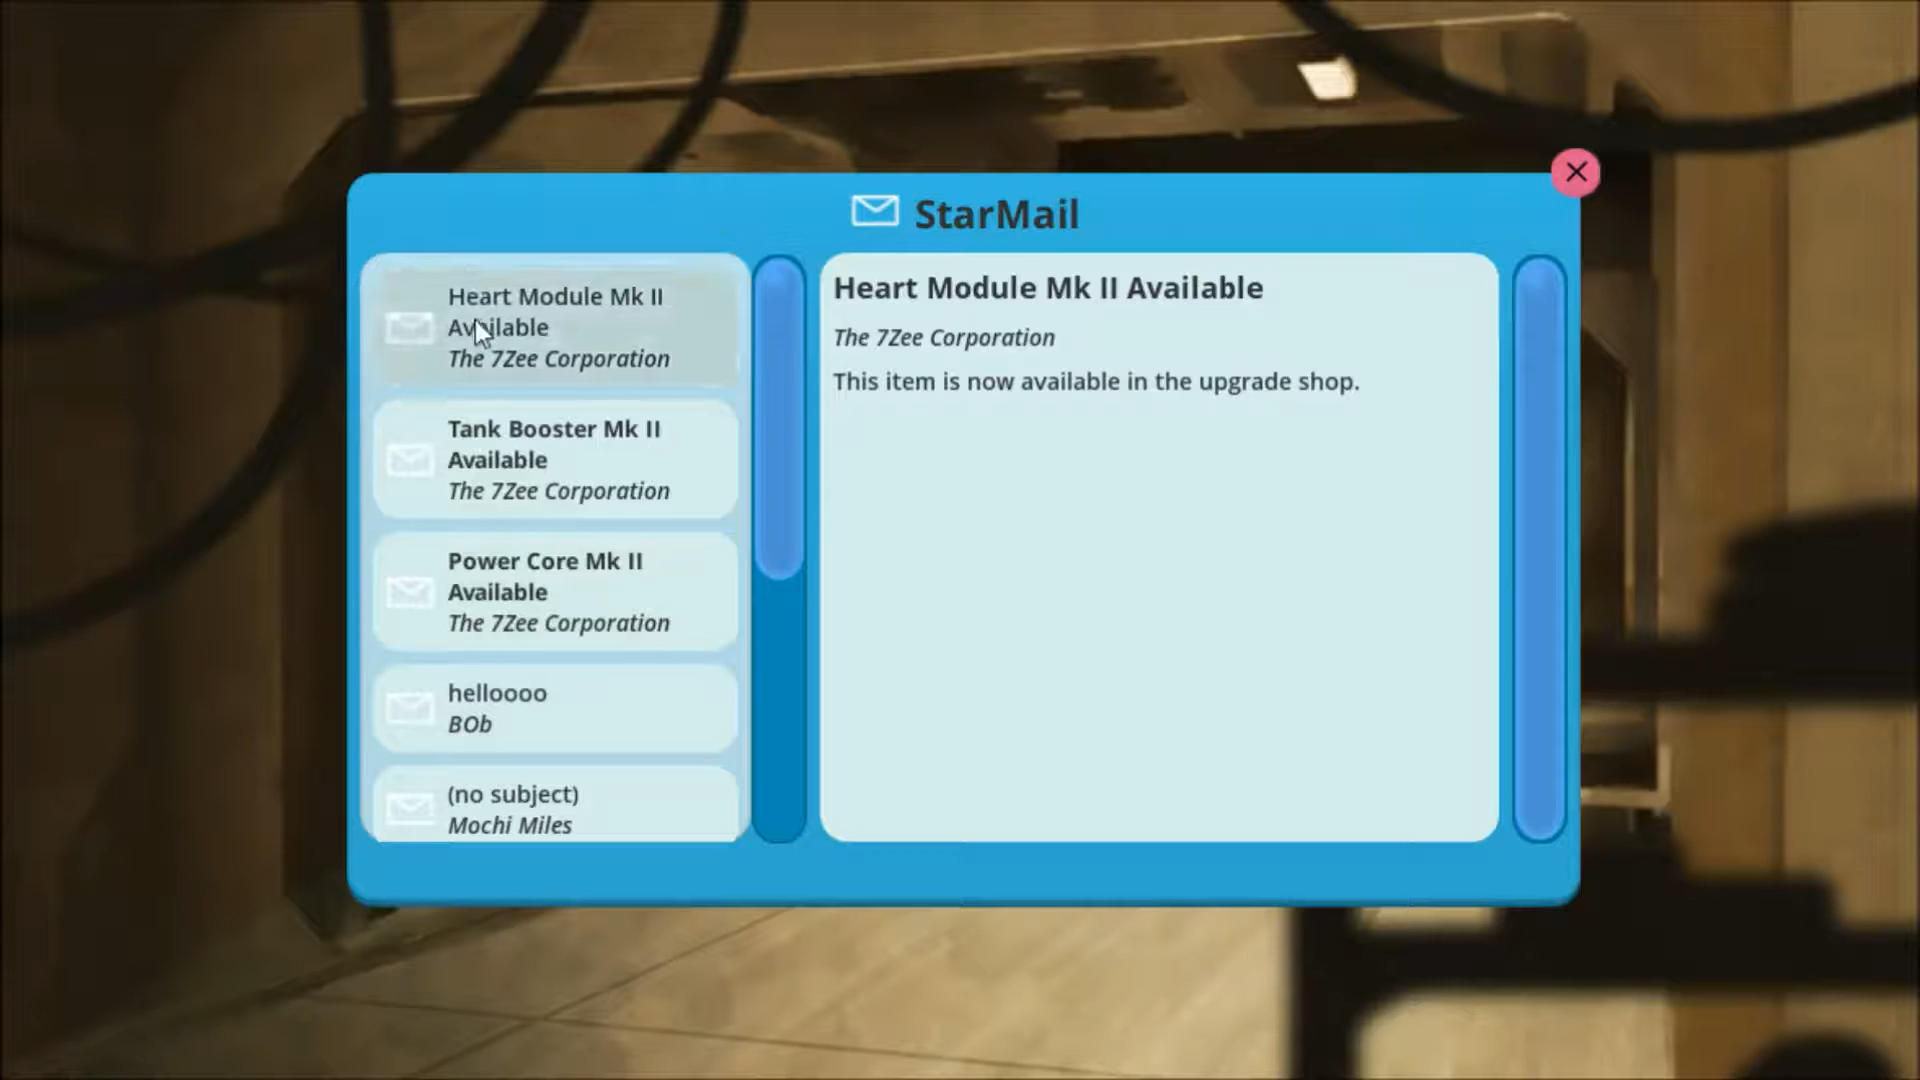 StarMail
Heart Module Mk II
Available
The 7Zee Corporation
Tank Booster Mk II
Available
The 7Zee Corporation
Power Core Mk II
Available
The 7Zee Corporation
helloooo
BOb
(no subject)
Mochi Miles
Heart Module Mk II Available
The 7Zee Corporation
This item is now available in the upgrade shop.